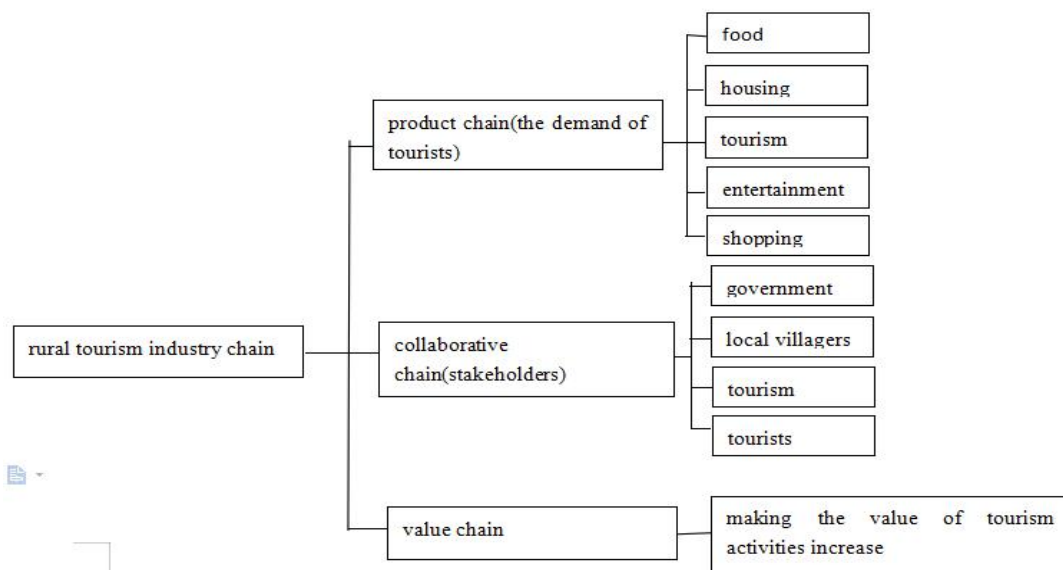 food
housing
product chain(the demand of
tourists)
tourism
entertainment
shopping
government
rural tourism industry chain
collaborative
chain(stakeholders)
local villagers
tourism
tourists
value chain
making the value of tourism
activities increase